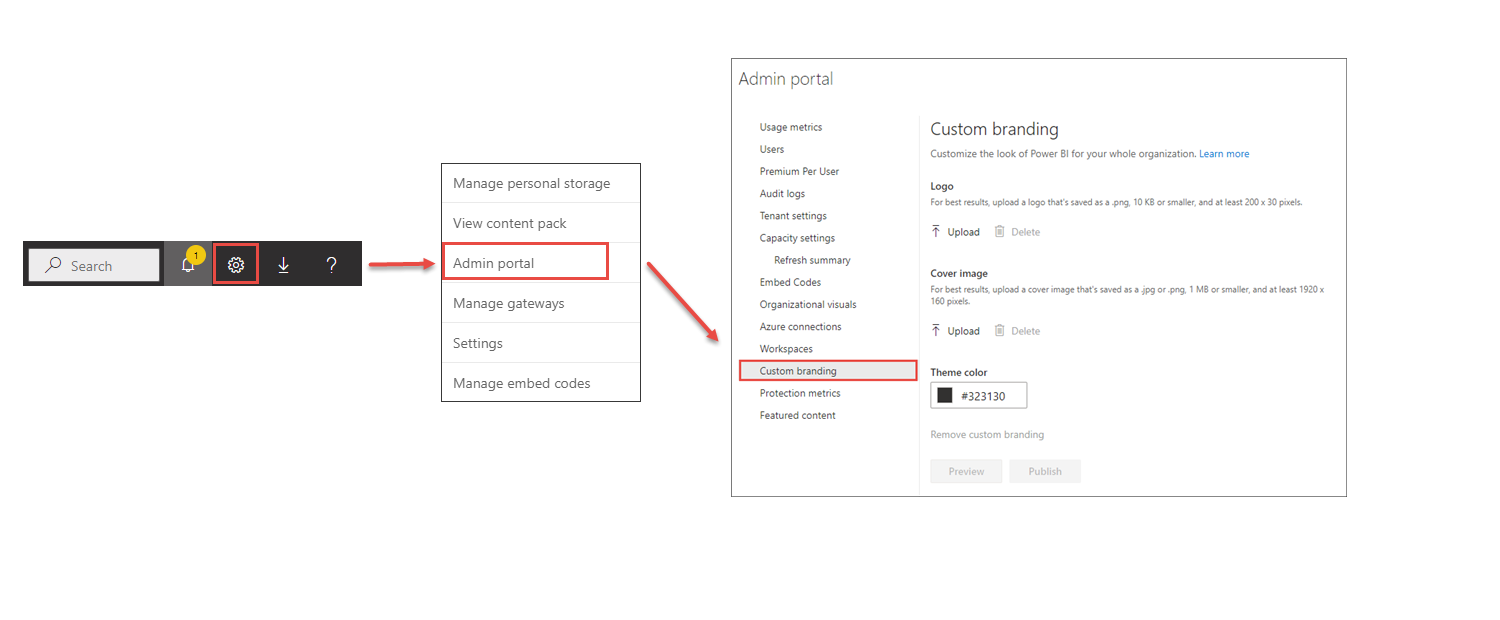 Search
1
?
Manage personal storage
View content pack
Admin portal
Manage gateways
Settings
Manage embed codes
Admin portal
Usage metrics
Users
Premium Per User
Audit logs
Tenant settings
Capacity settings
Refresh summary
Embed Codes
Organizational visuals
Azure connections
Workspaces
Custom branding
Protection metrics
Featured content
Custom branding
Customize the look of Power BI for your whole organization. Learn more
Logo
For best results, upload a logo that's saved as a .png, 10 KB or smaller, and at least 200 x 30 pixels.
Upload Delete
Cover image
For best results, upload a cover image that's saved as a .jpg or .png, 1 MB or smaller, and at least 1920 x
160 pixels.
Upload Delete
Theme color
#323130
Remove custom branding
Preview Publish